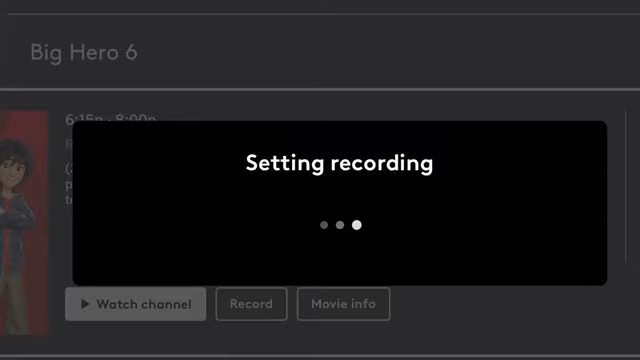 Big Hero 6
6:15p - 8:00p
Setting recording
Watch channel
Record
Movie info